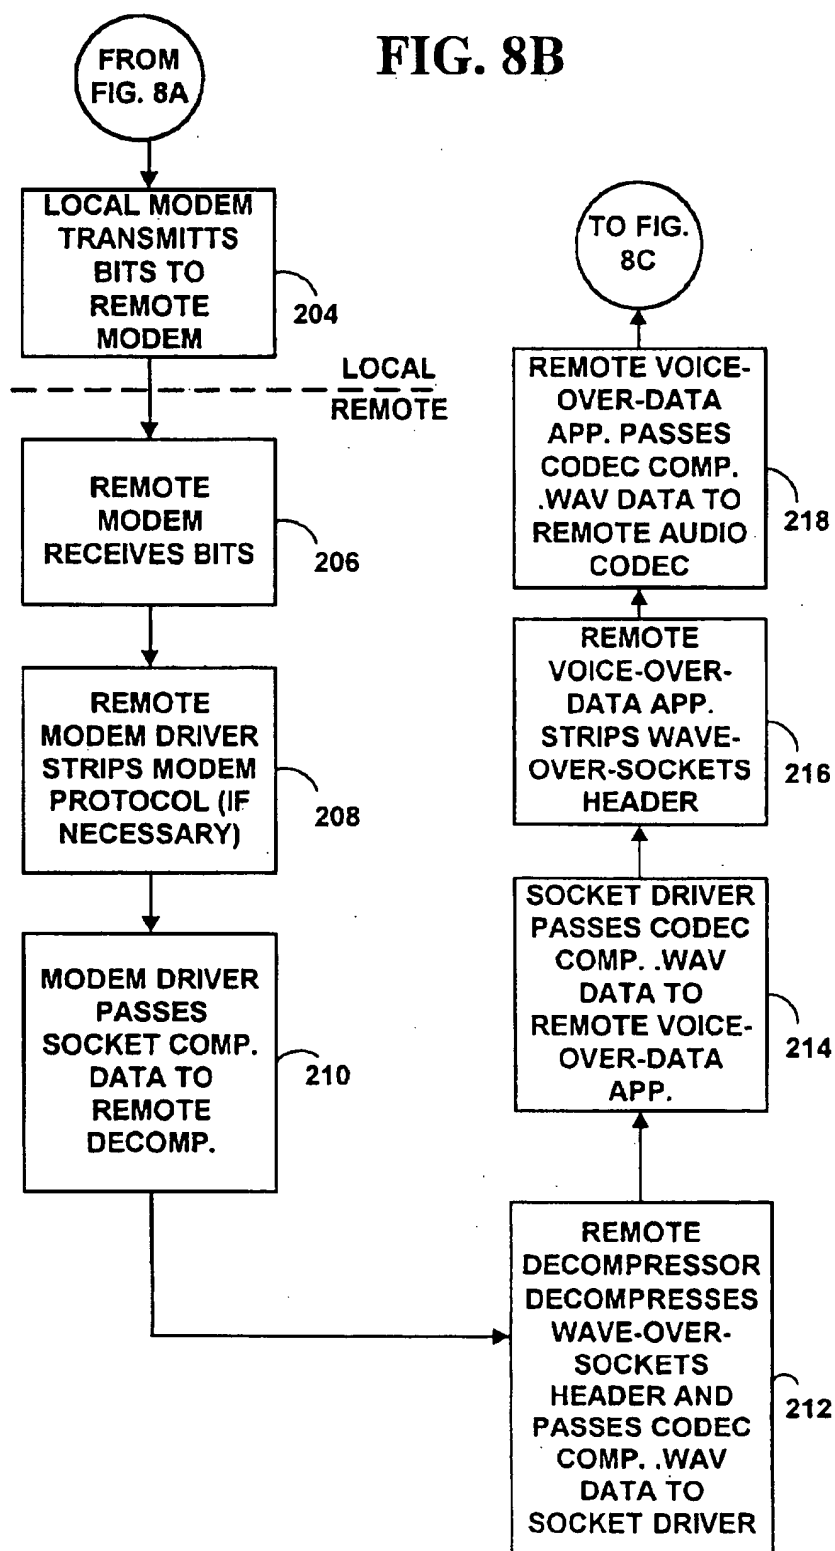 FIG. 8B
FROM
FIG. 8A
LOCAL MODEM
TRANSMITTS
BITS TO
REMOTE
MODEM
204
LOCAL
REMOTE
REMOTE
MODEM
RECEIVES BITS
206
REMOTE
MODEM DRIVER
STRIPS MODEM
PROTOCOL (IF
NECESSARY)
208
MODEM DRIVER
PASSES
SOCKET COMP.
DATA TO
REMOTE
DECOMP.
210
REMOTE
DECOMPRESSOR
DECOMPRESSES
WAVE-OVER-
SOCKETS
HEADER AND
PASSES CODEC
COMP. .WAV
DATA TO
SOCKET DRIVER
212
SOCKET DRIVER
PASSES CODEC
COMP. .WAV
DATA TO
REMOTE VOICE-
OVER-DATA
APP.
214
REMOTE
VOICE-OVER-
DATA APP.
STRIPS WAVE-
OVER-SOCKETS
HEADER
216
REMOTE VOICE-
OVER-DATA
APP. PASSES
CODEC COMP.
.WAV DATA TO
REMOTE AUDIO
CODEC
218
TO FIG.
8C